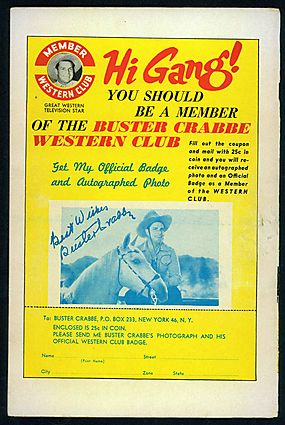 MEMBER
WESTERN CLUB
GREAT WESTERN
TELEVISION STAR
Hi Gang!
YOU SHOULD
BE A MEMBER
OF THE BUSTER CRABBE
WESTERN CLUB
Get My Official Badge
and Autographed Photo
Fill out the coupon
and mail with 25c in
coin and you will re-
ceive an autographed
photo and an Official
Badge as a Member
of the WESTERN
CLUB.
Best Wishes
Buster Crabbe
To: BUSTER CRABBE, P.O. BOX 233, NEW YORK 46, N. Y.
ENCLOSED IS 25c IN COIN.
PLEASE SEND ME BUSTER CRABBE'S PHOTOGRAPH AND HIS
OFFICIAL WESTERN CLUB BADGE.
Name Street
(Print Name)
City Zone State